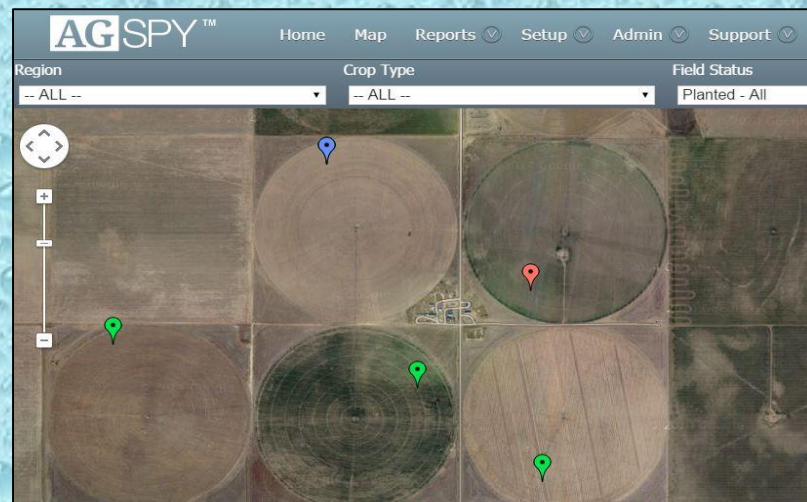 AGSPY™
Home Map Reports Setup Admin Support
Region Crop Type Field Status
-- ALL -- -- ALL -- Planted - All